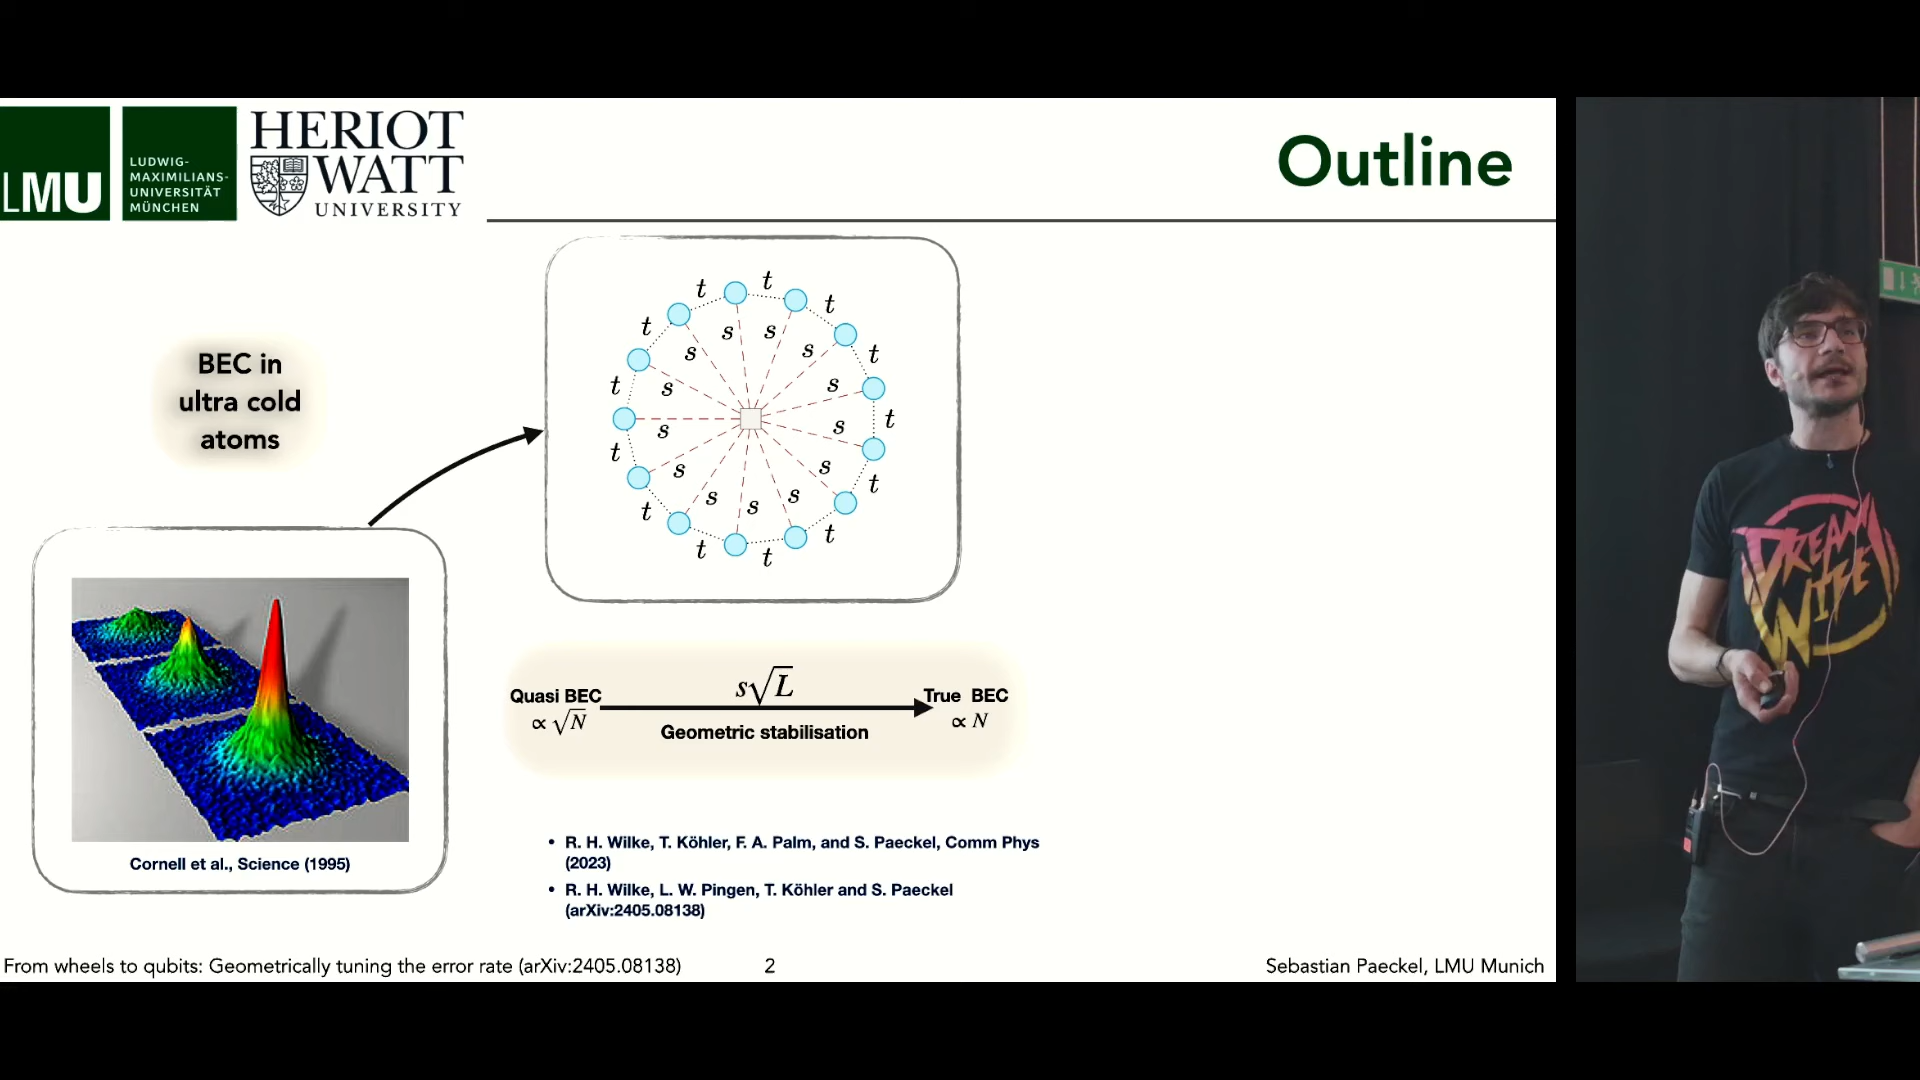 LMU
LUDWIG-
MAXIMILIANS-
UNIVERSITÄT
MÜNCHEN
HERIOT
WATT
UNIVERSITY
Outline
BEC in
ultra cold
atoms
t
t
t
t
t
t
t
t
t
t
t
t
t
s
s
s
s
s
s
s
s
s
s
s
s
s
Quasi BEC
∝ √N
s√L
Geometric stabilisation
True BEC
∝ N
Cornell et al., Science (1995)
• R. H. Wilke, T. Köhler, F. A. Palm, and S. Paeckel, Comm Phys
(2023)
• R. H. Wilke, L. W. Pingen, T. Köhler and S. Paeckel
(arXiv:2405.08138)
From wheels to qubits: Geometrically tuning the error rate (arXiv:2405.08138)
2
Sebastian Paeckel, LMU Munich
DREAM
WIFE